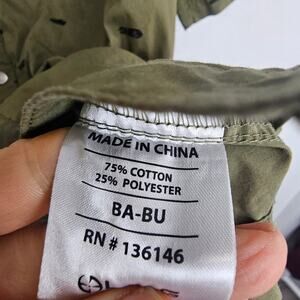 MADE IN CHINA
75% COTTON
25% POLYESTER
BA-BU
RN # 136146